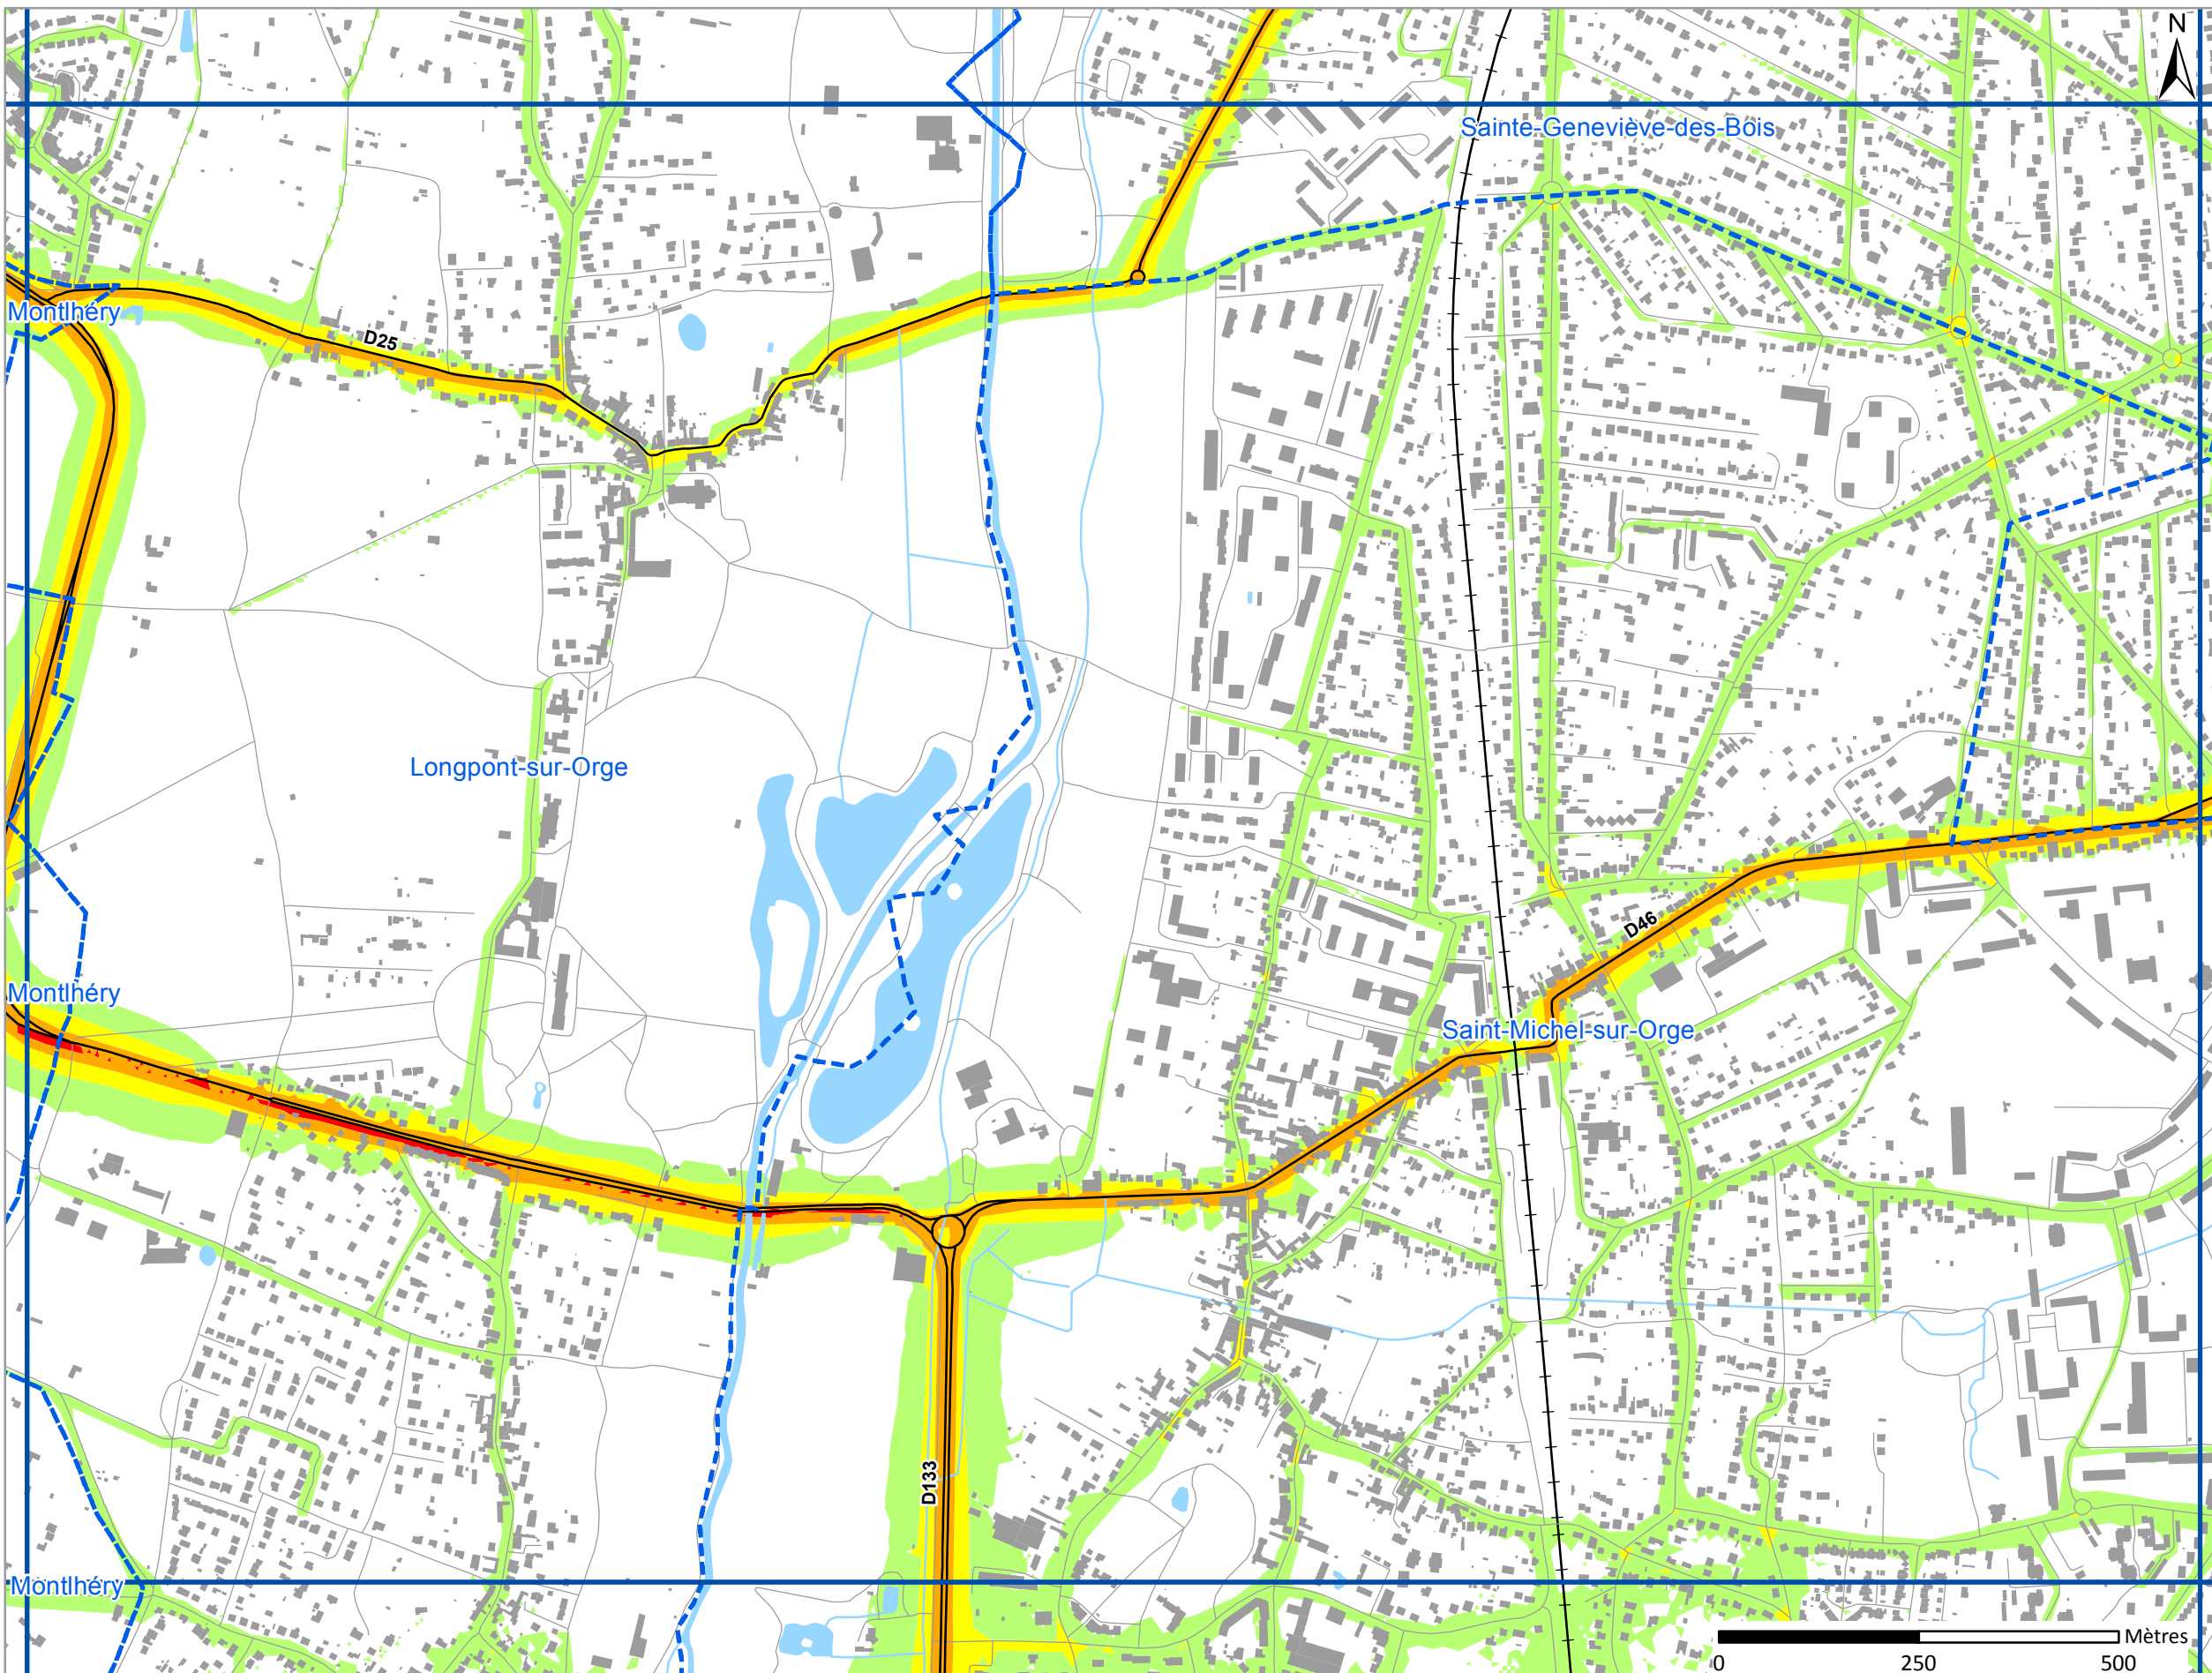 N
Sainte-Geneviève-des-Bois
Montlhéry
D25
Longpont-sur-Orge
D46
Montlhéry
Saint-Michel-sur-Orge
D133
Montlhéry
Mètres
0 250 500